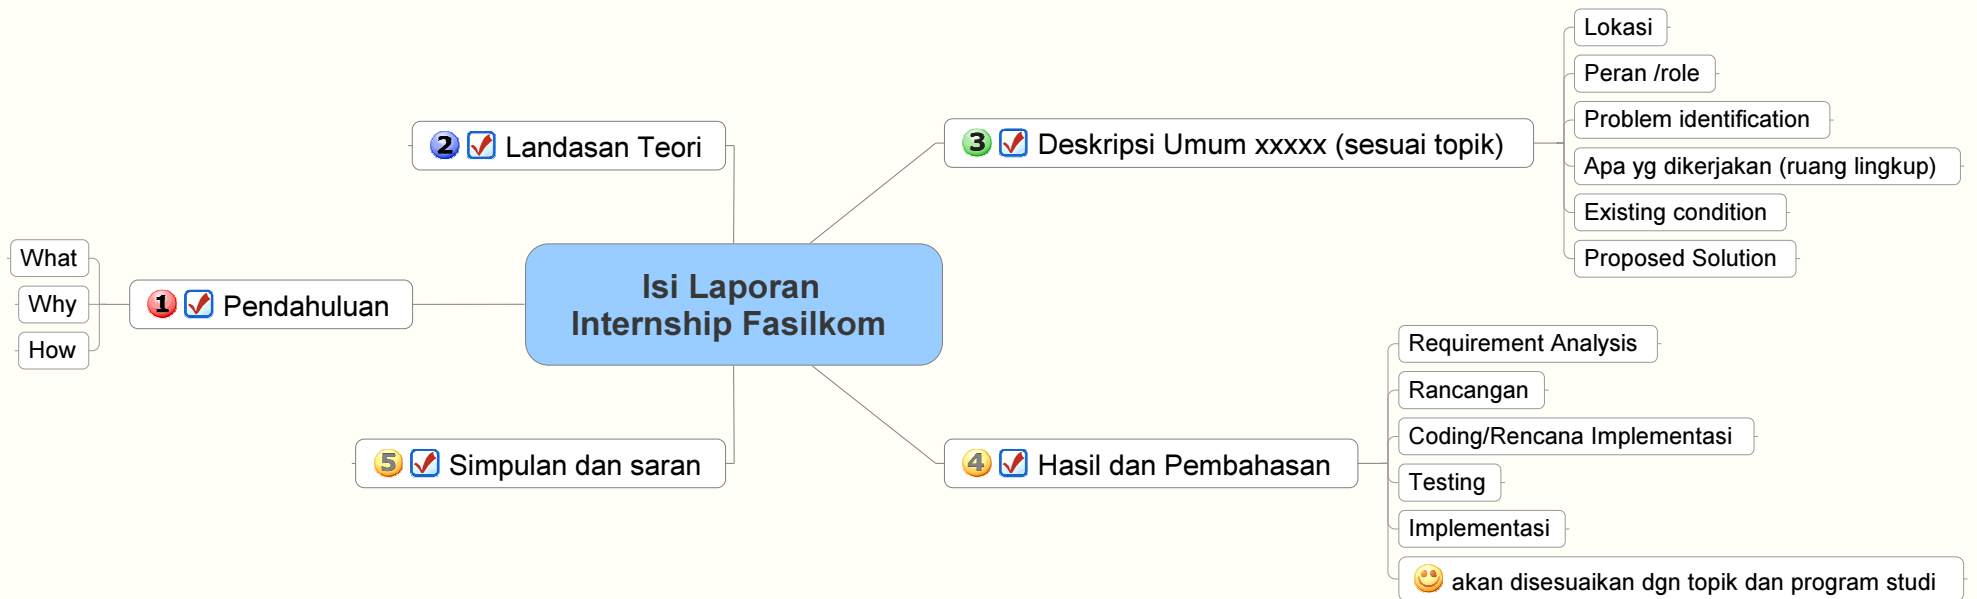 Isi Laporan
Internship Fasilkom
1 Pendahuluan
What
Why
How
2 Landasan Teori
3 Deskripsi Umum xxxxx (sesuai topik)
Lokasi
Peran /role
Problem identification
Apa yg dikerjakan (ruang lingkup)
Existing condition
Proposed Solution
4 Hasil dan Pembahasan
Requirement Analysis
Rancangan
Coding/Rencana Implementasi
Testing
Implementasi
akan disesuaikan dgn topik dan program studi
5 Simpulan dan saran